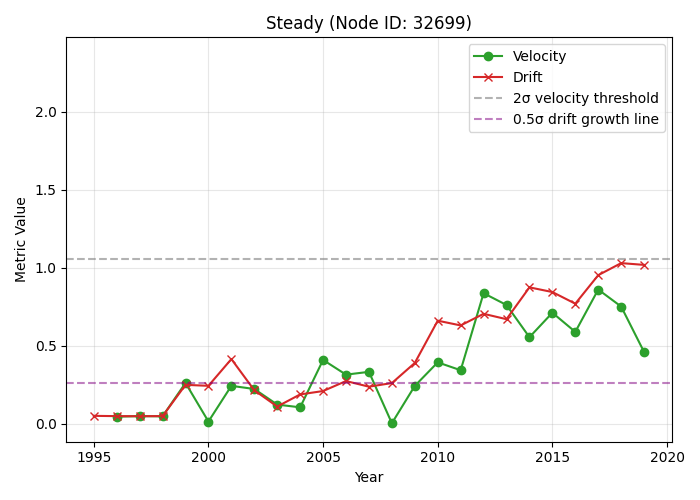 Steady (Node ID: 32699)
Velocity
Drift
2σ velocity threshold
0.5σ drift growth line
Metric Value
2.0
1.5
1.0
0.5
0.0
1995 2000 2005 2010 2015 2020
Year